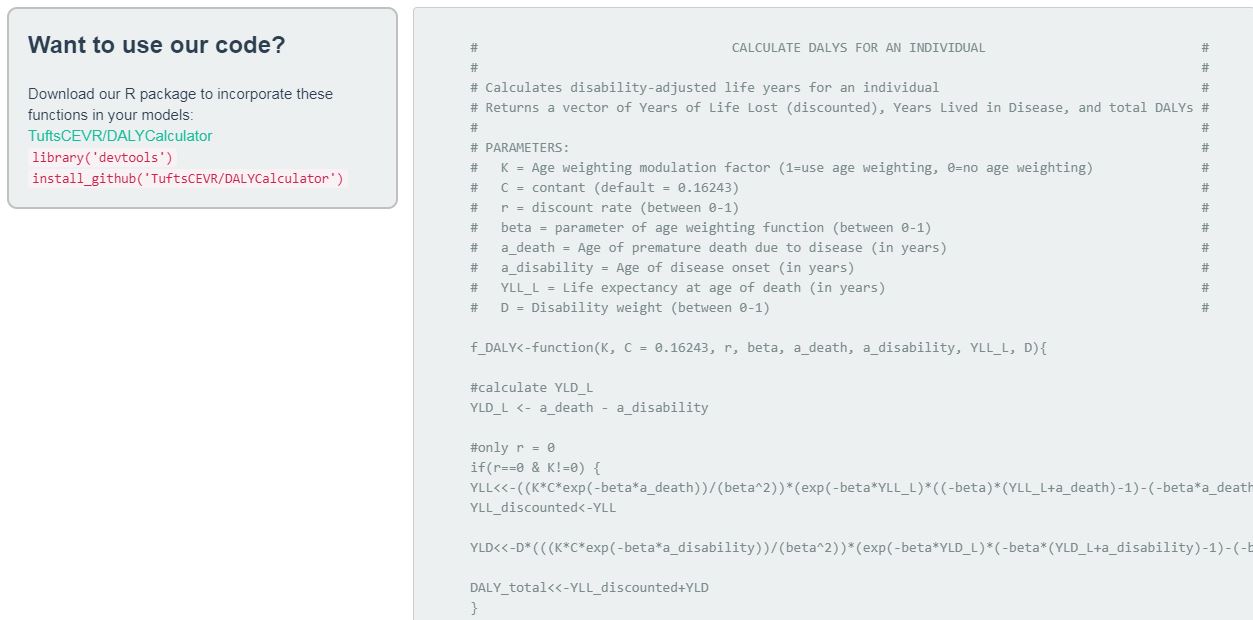 Want to use our code?
Download our R package to incorporate these
functions in your models:
TuftsCEVR/DALYCalculator
library('devtools')
install_github('TuftsCEVR/DALYCalculator')
# CALCULATE DALYS FOR AN INDIVIDUAL #
# #
# Calculates disability-adjusted life years for an individual #
# Returns a vector of Years of Life Lost (discounted), Years Lived in Disease, and total DALYs #
# #
# PARAMETERS: #
# K = Age weighting modulation factor (1=use age weighting, 0=no age weighting) #
# C = contant (default = 0.16243) #
# r = discount rate (between 0-1) #
# beta = parameter of age weighting function (between 0-1) #
# a_death = Age of premature death due to disease (in years) #
# a_disability = Age of disease onset (in years) #
# YLL_L = Life expectancy at age of death (in years) #
# D = Disability weight (between 0-1) #
f_DALY<-function(K, C = 0.16243, r, beta, a_death, a_disability, YLL_L, D){
#calculate YLD_L
YLD_L <- a_death - a_disability
#only r = 0
if(r==0 & K!=0) {
YLL<<-((K*C*exp(-beta*a_death))/(beta^2))*(exp(-beta*YLL_L)*((-beta)*(YLL_L+a_death)-1)-(-beta*a_death
YLL_discounted<-YLL
YLD<<-D*(((K*C*exp(-beta*a_disability))/(beta^2))*(exp(-beta*YLD_L)*(-beta*(YLD_L+a_disability)-1)-(-b
DALY_total<<-YLL_discounted+YLD
}